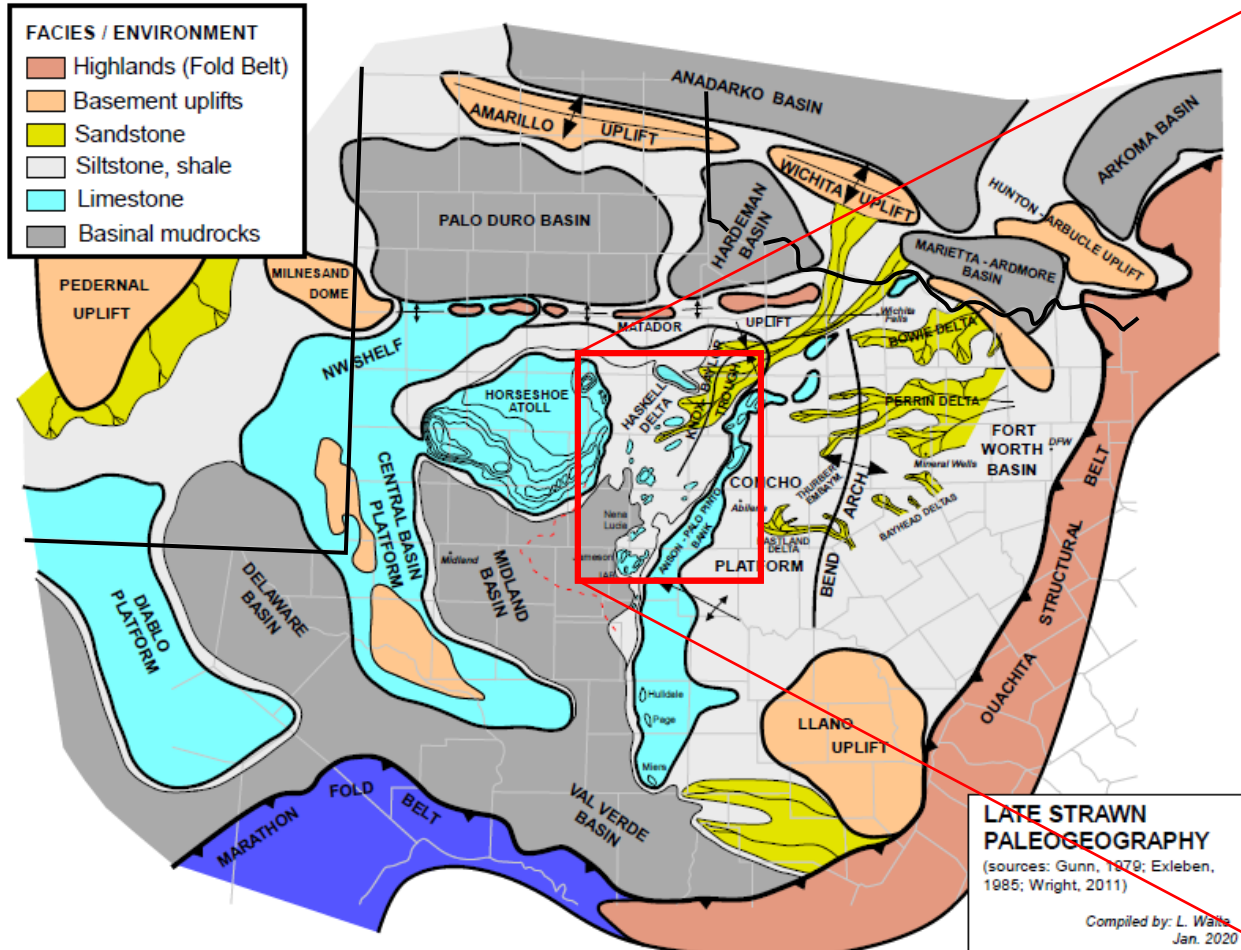 FACIES / ENVIRONMENT
Highlands (Fold Belt)
Basement uplifts
Sandstone
Siltstone, shale
Limestone
Basinal mudrocks
ANADARKO BASIN
AMARILLO UPLIFT
ARKOMA BASIN
WICHITA UPLIFT
HUNTON - ARBUCLE UPLIFT
PALO DURO BASIN
HARDEMAN
BASIN
MARIETTA - ARDMORE
BASIN
PEDERNAL
UPLIFT
MILNESAND
DOME
MATADOR
UPLIFT
Wichita
Falls
BOWIE DELTA
NW SHELF
HORSESHOE
ATOLL
HASKELL
DELTA
KNOX - BAYLOR
TROUGH
PERRIN DELTA
FORT
WORTH
BASIN
DFW
Mineral Wells
THURBER
EMBAYM.
CONCHO
Abilene
PLATFORM
BEND ARCH
BAYHEAD DELTAS
EASTLAND
DELTA
ANSON - PALO PINTO
BANK
CENTRAL BASIN
PLATFORM
Nena
Lucia
Jameson
IAB
Midland
MIDLAND
BASIN
DELAWARE
BASIN
DIABLO
PLATFORM
OUACHITA STRUCTURAL BELT
Hulldale
Page
Miers
LLANO
UPLIFT
VAL VERDE
BASIN
MARATHON FOLD BELT
LATE STRAWN
PALEOGEOGRAPHY
(sources: Gunn, 1979; Exleben,
1985; Wright, 2011)
Compiled by: L. Waite
Jan. 2020